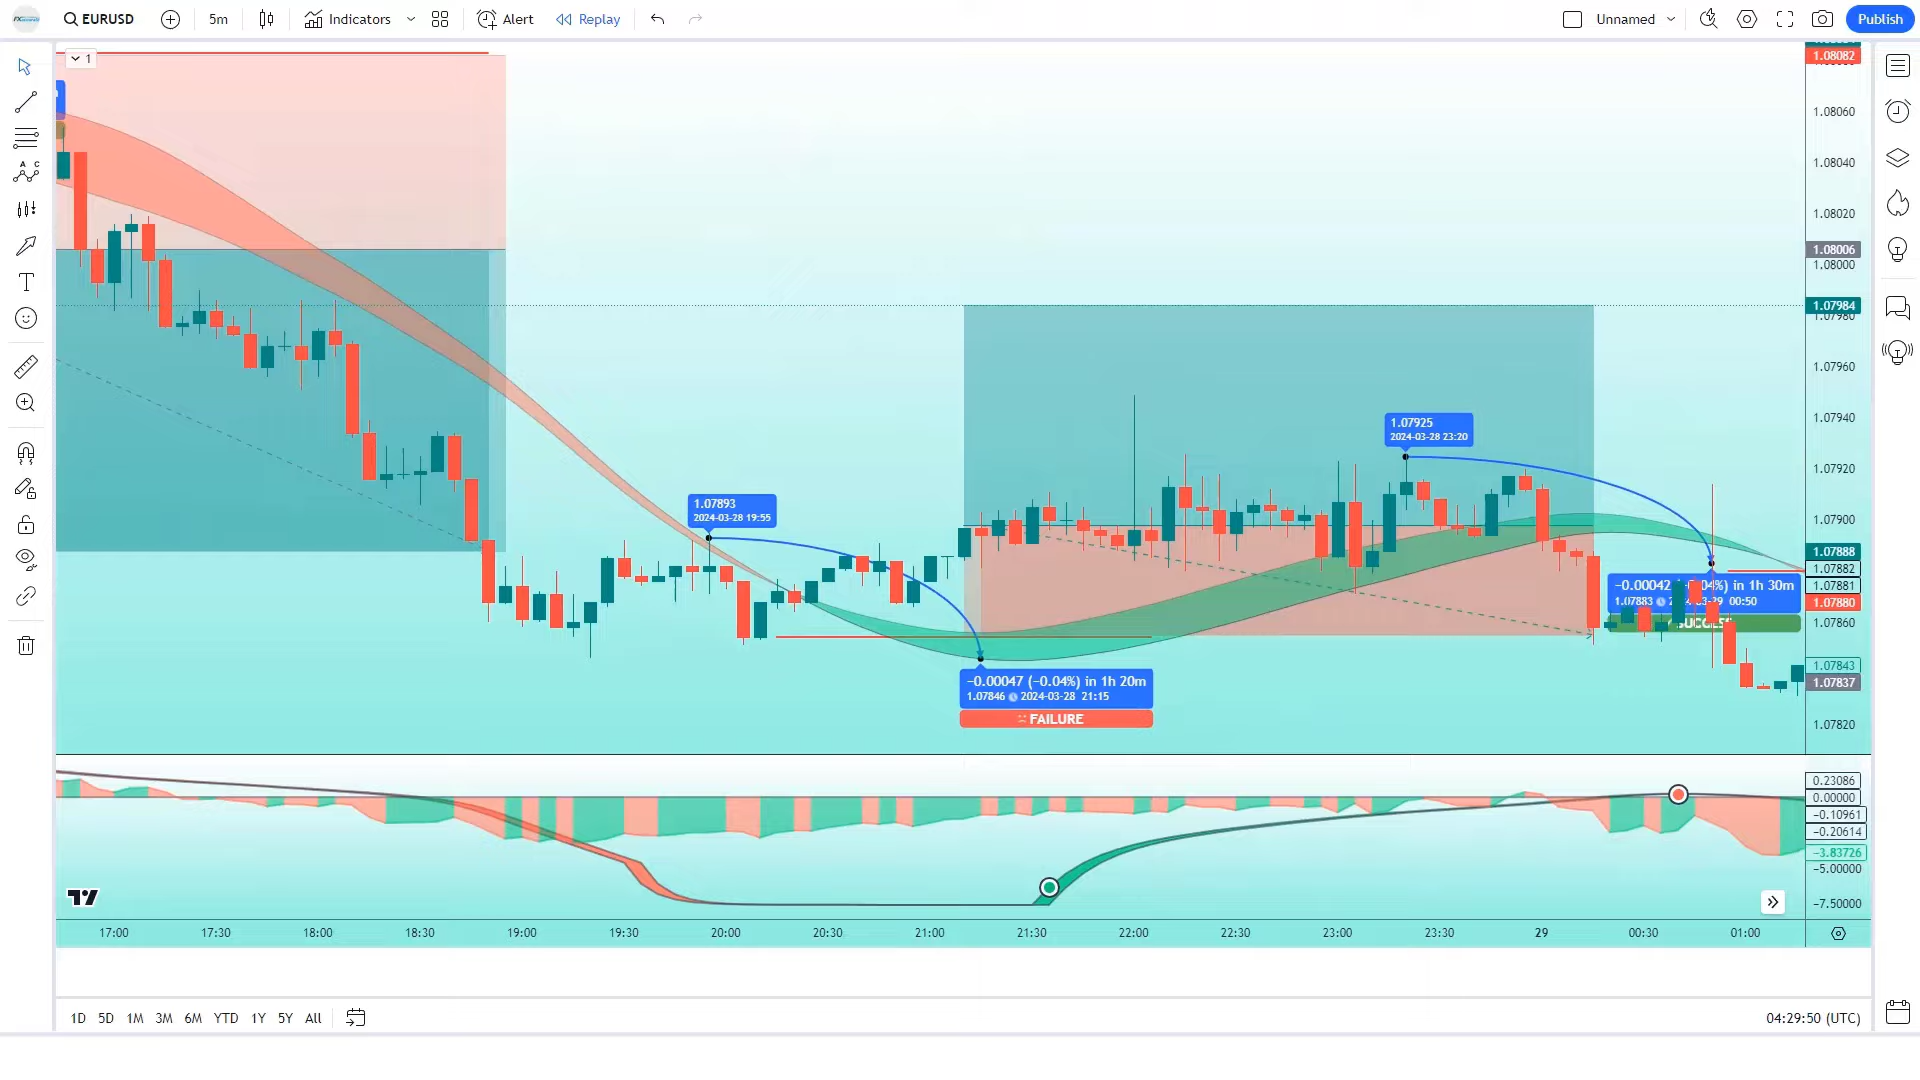 EURUSD
5m
Indicators
Alert
Replay
Unnamed
Publish
1
1.08082
1.08060
1.08040
1.08020
1.08006
1.08000
1.07984
1.07980
1.07960
1.07940
1.07920
1.07900
1.07888
1.07882
1.07881
1.07880
1.07860
1.07843
1.07837
1.07820
1.07893
2024-03-28 19:55
1.07925
2024-03-28 23:20
−0.00047 (−0.04%) in 1h 20m
1.07846 2024-03-28 21:15
FAILURE
−0.00042 04%) in 1h 30m
1.07883 00:50
0.23086
0.00000
−0.10961
−0.20614
−3.83726
−5.00000
−7.50000
17:00 17:30 18:00 18:30 19:00 19:30 20:00 20:30 21:00 21:30 22:00 22:30 23:00 23:30 29 00:30 01:00
1D 5D 1M 3M 6M YTD 1Y 5Y All
04:29:50 (UTC)